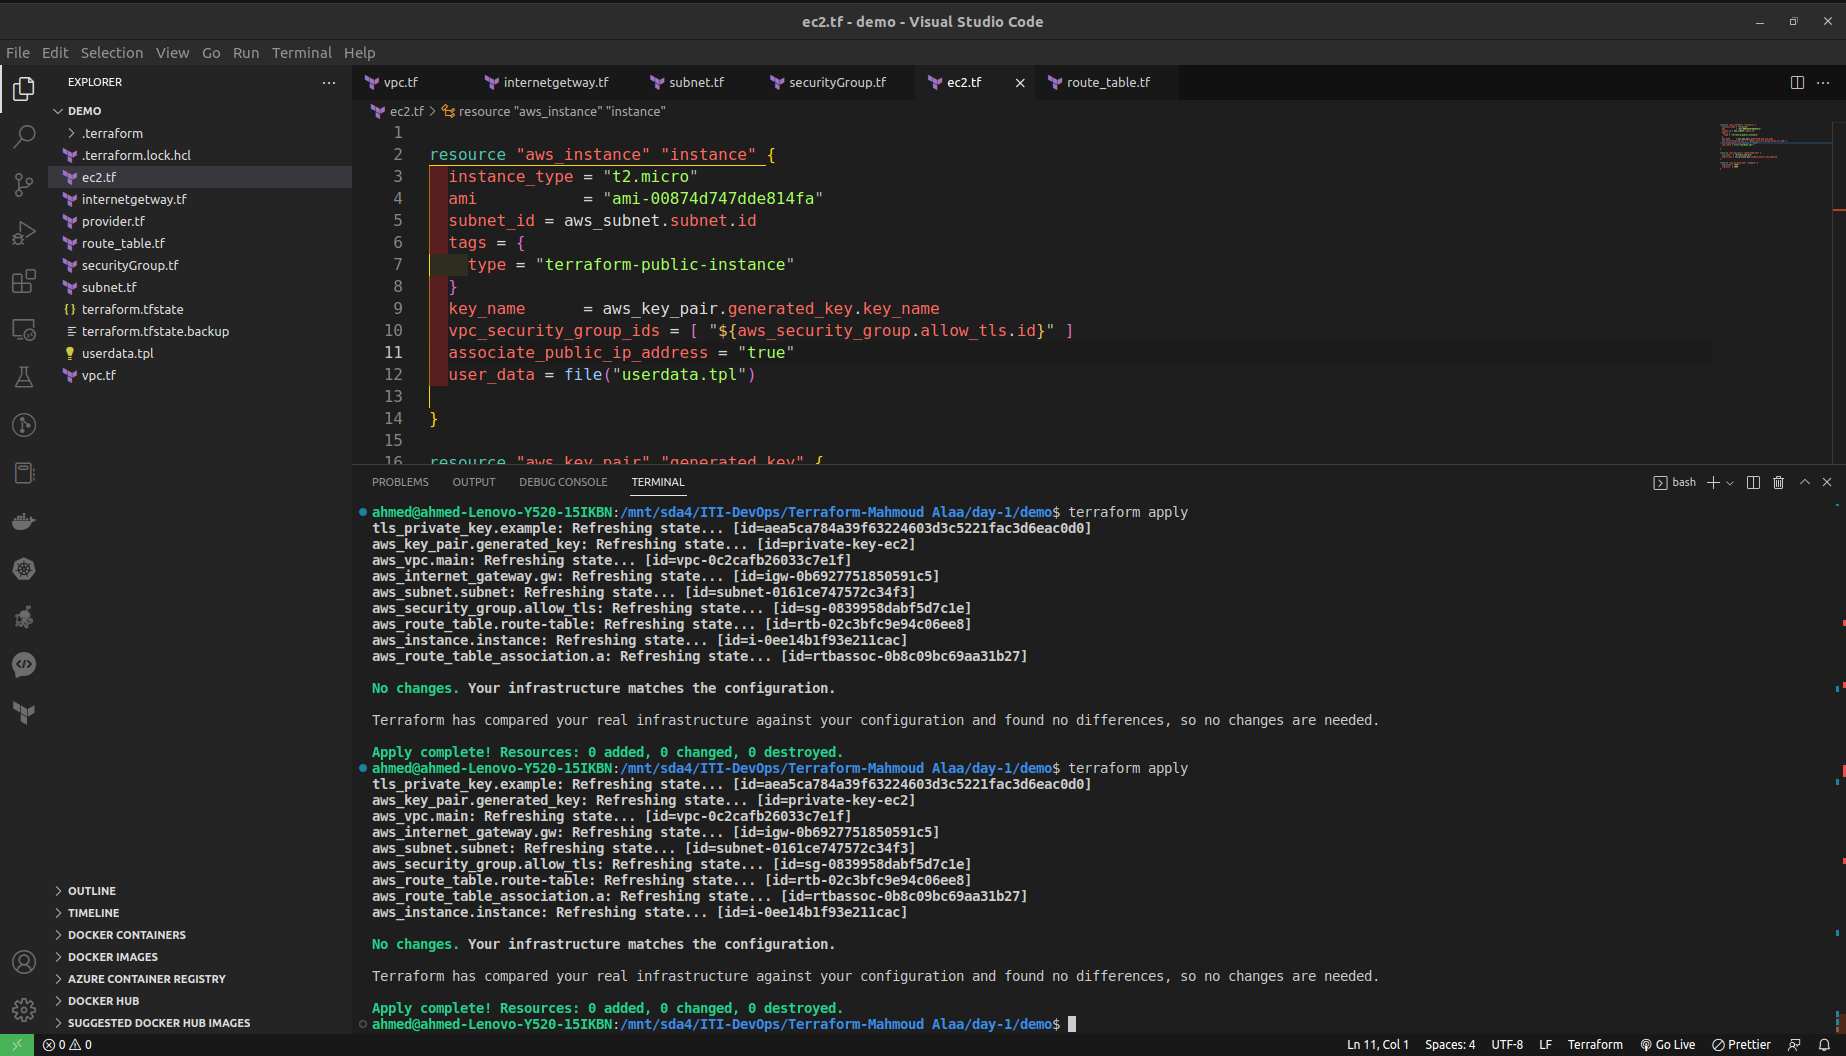 ec2.tf - demo - Visual Studio Code
File Edit Selection View Go Run Terminal Help
EXPLORER
DEMO
.terraform
.terraform.lock.hcl
ec2.tf
internetgetway.tf
provider.tf
route_table.tf
securityGroup.tf
subnet.tf
terraform.tfstate
terraform.tfstate.backup
userdata.tpl
vpc.tf
OUTLINE
TIMELINE
DOCKER CONTAINERS
DOCKER IMAGES
AZURE CONTAINER REGISTRY
DOCKER HUB
SUGGESTED DOCKER HUB IMAGES
vpc.tf internetgetway.tf subnet.tf securityGroup.tf ec2.tf route_table.tf
ec2.tf > resource "aws_instance" "instance"
1
2 resource "aws_instance" "instance" {
3 instance_type = "t2.micro"
4 ami = "ami-00874d747dde814fa"
5 subnet_id = aws_subnet.subnet.id
6 tags = {
7 type = "terraform-public-instance"
8 }
9 key_name = aws_key_pair.generated_key.key_name
10 vpc_security_group_ids = [ "${aws_security_group.allow_tls.id}" ]
11 associate_public_ip_address = "true"
12 user_data = file("userdata.tpl")
13
14 }
15
16 resource "aws_key_pair" "generated_key" {
PROBLEMS OUTPUT DEBUG CONSOLE TERMINAL bash
ahmed@ahmed-Lenovo-Y520-15IKBN:/mnt/sda4/ITI-DevOps/Terraform-Mahmoud Alaa/day-1/demo$ terraform apply
tls_private_key.example: Refreshing state... [id=aea5ca784a39f63224603d3c5221fac3d6eac0d0]
aws_key_pair.generated_key: Refreshing state... [id=private-key-ec2]
aws_vpc.main: Refreshing state... [id=vpc-0c2cafb26033c7e1f]
aws_internet_gateway.gw: Refreshing state... [id=igw-0b6927751850591c5]
aws_subnet.subnet: Refreshing state... [id=subnet-0161ce747572c34f3]
aws_security_group.allow_tls: Refreshing state... [id=sg-0839958dabf5d7c1e]
aws_route_table.route-table: Refreshing state... [id=rtb-02c3bfc9e94c06ee8]
aws_instance.instance: Refreshing state... [id=i-0ee14b1f93e211cac]
aws_route_table_association.a: Refreshing state... [id=rtbassoc-0b8c09bc69aa31b27]
No changes. Your infrastructure matches the configuration.
Terraform has compared your real infrastructure against your configuration and found no differences, so no changes are needed.
Apply complete! Resources: 0 added, 0 changed, 0 destroyed.
ahmed@ahmed-Lenovo-Y520-15IKBN:/mnt/sda4/ITI-DevOps/Terraform-Mahmoud Alaa/day-1/demo$ terraform apply
tls_private_key.example: Refreshing state... [id=aea5ca784a39f63224603d3c5221fac3d6eac0d0]
aws_key_pair.generated_key: Refreshing state... [id=private-key-ec2]
aws_vpc.main: Refreshing state... [id=vpc-0c2cafb26033c7e1f]
aws_internet_gateway.gw: Refreshing state... [id=igw-0b6927751850591c5]
aws_subnet.subnet: Refreshing state... [id=subnet-0161ce747572c34f3]
aws_security_group.allow_tls: Refreshing state... [id=sg-0839958dabf5d7c1e]
aws_route_table.route-table: Refreshing state... [id=rtb-02c3bfc9e94c06ee8]
aws_route_table_association.a: Refreshing state... [id=rtbassoc-0b8c09bc69aa31b27]
aws_instance.instance: Refreshing state... [id=i-0ee14b1f93e211cac]
No changes. Your infrastructure matches the configuration.
Terraform has compared your real infrastructure against your configuration and found no differences, so no changes are needed.
Apply complete! Resources: 0 added, 0 changed, 0 destroyed.
ahmed@ahmed-Lenovo-Y520-15IKBN:/mnt/sda4/ITI-DevOps/Terraform-Mahmoud Alaa/day-1/demo$
0 0 Ln 11, Col 1 Spaces: 4 UTF-8 LF Terraform Go Live Prettier